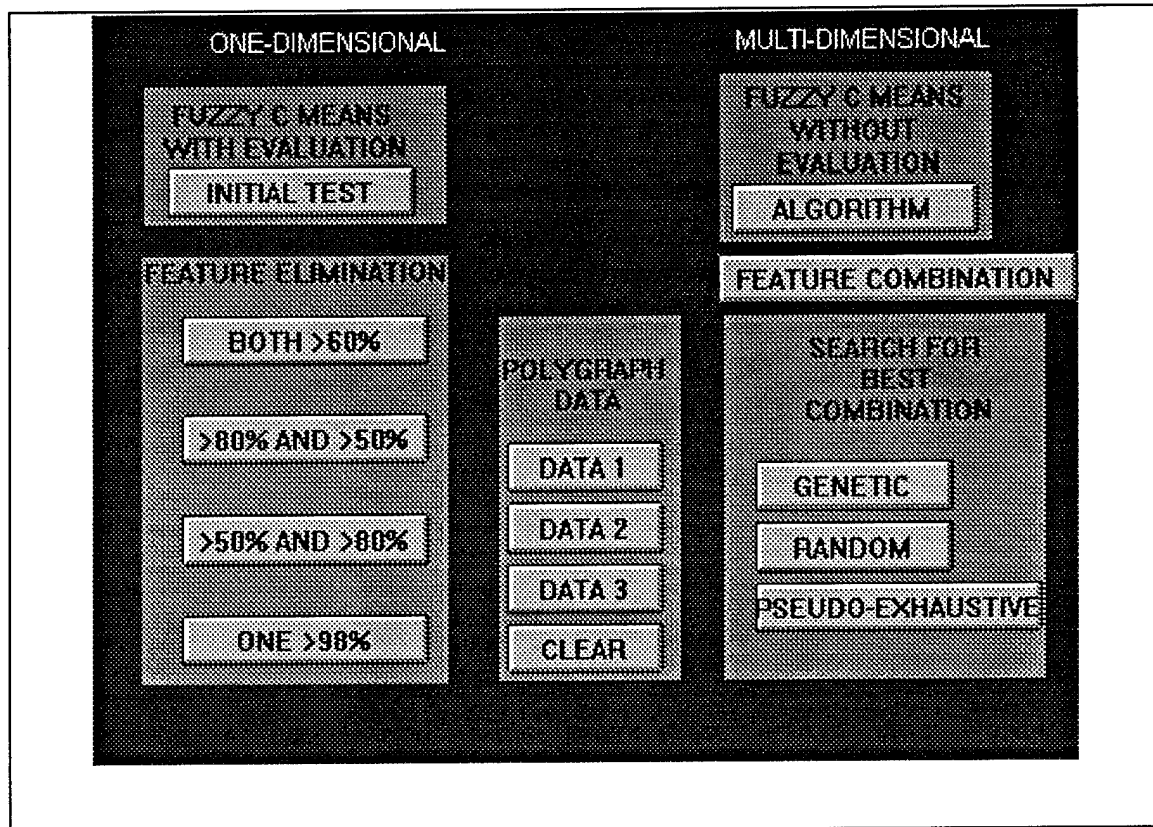 ONE-DIMENSIONAL
FUZZY C MEANS
WITH EVALUATION
INITIAL TEST
FEATURE ELIMINATION
BOTH >60%
>80% AND >50%
>50% AND >80%
ONE >98%
POLYGRAPH
DATA
DATA 1
DATA 2
DATA 3
CLEAR
MULTI-DIMENSIONAL
FUZZY C MEANS
WITHOUT
EVALUATION
ALGORITHM
FEATURE COMBINATION
SEARCH FOR
BEST
COMBINATION
GENETIC
RANDOM
PSEUDO-EXHAUSTIVE